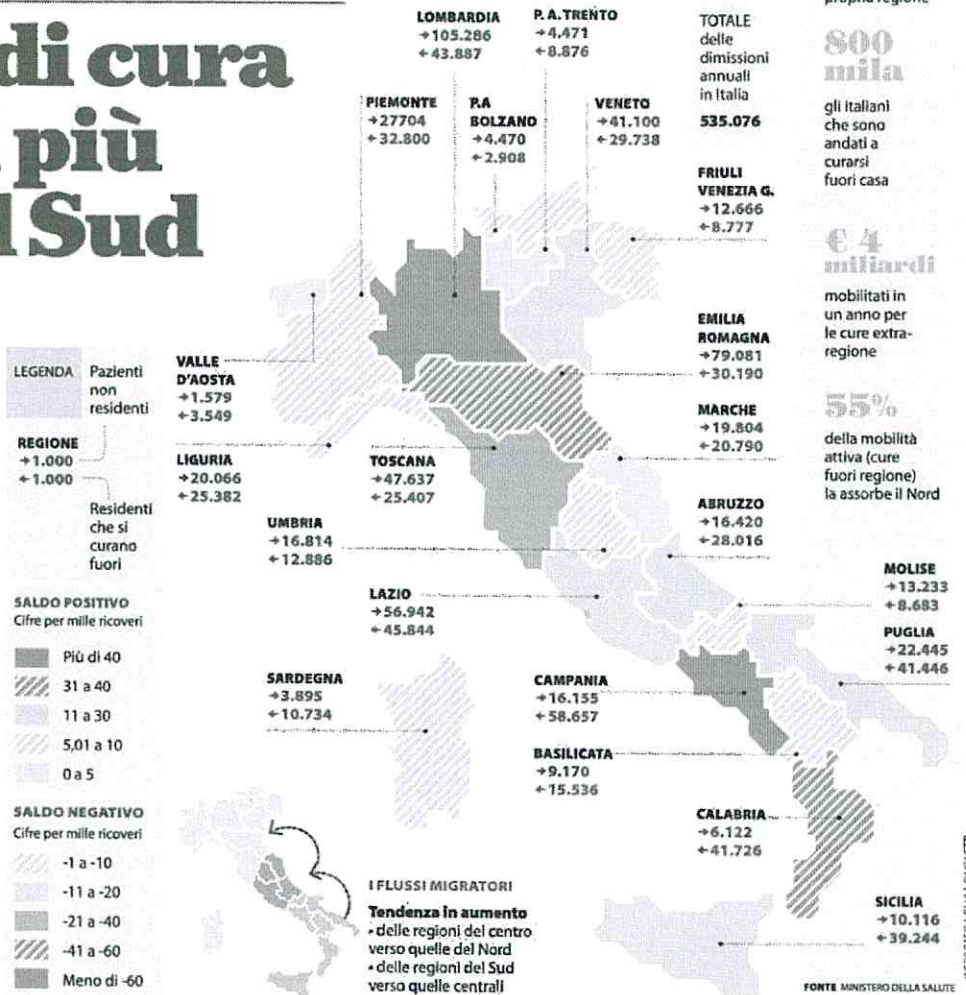 di cura
più
Sud
LOMBARDIA
→105.286
←43.887
P.A.TRENTO
→4.471
←8.876
TOTALE
delle
dimissioni
annuali
in Italia
535.076
PIEMONTE
→27704
←32.800
P.A
BOLZANO
→4.470
←2.908
VENETO
→41.100
←29.738
FRIULI
VENEZIA G.
→12.666
←8.777
EMILIA
ROMAGNA
→79.081
←30.190
MARCHE
→19.804
←20.790
ABRUZZO
→16.420
←28.016
MOLISE
→13.233
←8.683
PUGLIA
→22.445
←41.446
VALLE
D'AOSTA
→1.579
←3.549
LIGURIA
→20.066
←25.382
TOSCANA
→47.637
←25.407
UMBRIA
→16.814
←12.886
LAZIO
→56.942
←45.844
SARDEGNA
→3.895
←10.734
CAMPANIA
→16.155
←58.657
BASILICATA
→9.170
←15.536
CALABRIA
→6.122
←41.726
SICILIA
→10.116
←39.244
propria regione
800
mila
gli italiani
che sono
andati a
curarsi
fuori casa
€ 4
miliardi
mobilitati in
un anno per
le cure extra-
regione
55%
della mobilità
attiva (cure
fuori regione)
la assorbe il Nord
LEGENDA
Pazienti
non
residenti
REGIONE
→1.000
←1.000
Residenti
che si
curano
fuori
SALDO POSITIVO
Cifre per mille ricoveri
Più di 40
31 a 40
11 a 30
5,01 a 10
0 a 5
SALDO NEGATIVO
Cifre per mille ricoveri
-1 a -10
-11 a -20
-21 a -40
-41 a -60
Meno di -60
I FLUSSI MIGRATORI
Tendenza in aumento
• delle regioni del centro
verso quelle del Nord
• delle regioni del Sud
verso quelle centrali
FONTE MINISTERO DELLA SALUTE